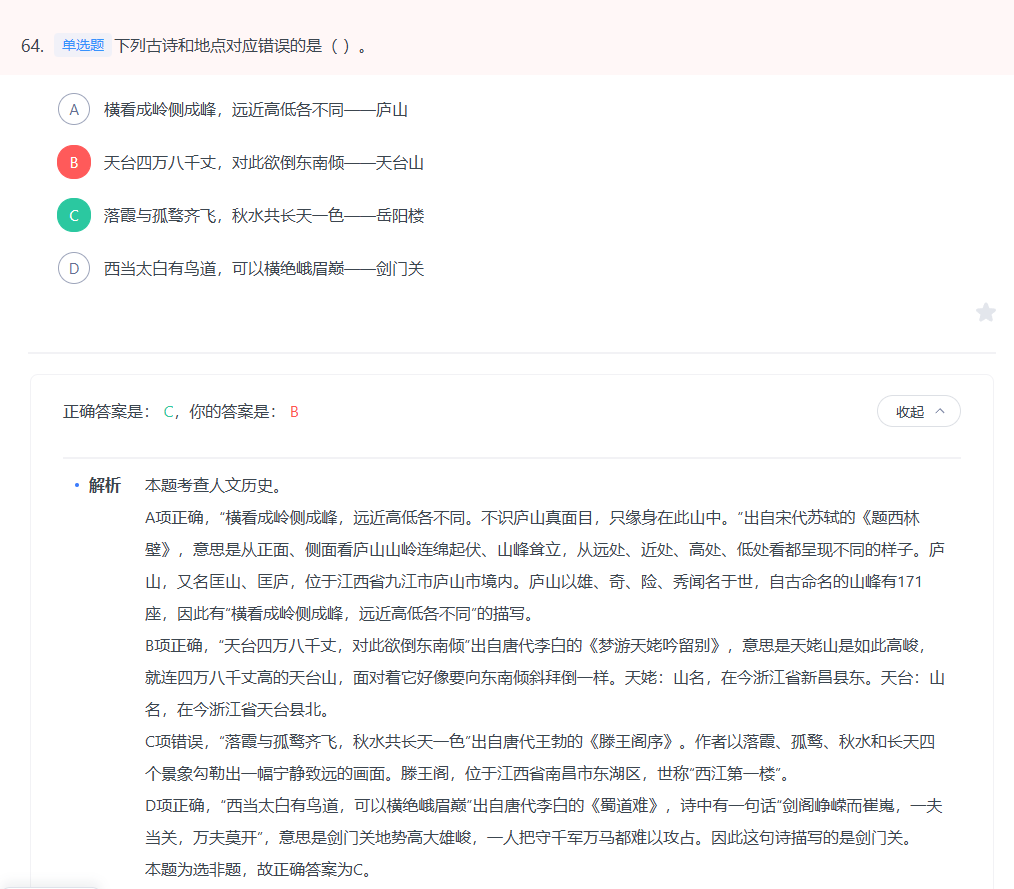 64. 单选题 下列古诗和地点对应错误的是（ ）。
A 横看成岭侧成峰，远近高低各不同——庐山
B 天台四万八千丈，对此欲倒东南倾——天台山
C 落霞与孤鹜齐飞，秋水共长天一色——岳阳楼
D 西当太白有鸟道，可以横绝峨眉巅——剑门关
正确答案是： C，你的答案是： B
收起
• 解析 本题考查人文历史。
A项正确，“横看成岭侧成峰，远近高低各不同。不识庐山真面目，只缘身在此山中。”出自宋代苏轼的《题西林
壁》，意思是从正面、侧面看庐山山岭连绵起伏、山峰耸立，从远处、近处、高处、低处看都呈现不同的样子。庐
山，又名匡山、匡庐，位于江西省九江市庐山市境内。庐山以雄、奇、险、秀闻名于世，自古命名的山峰有171
座，因此有“横看成岭侧成峰，远近高低各不同”的描写。
B项正确，“天台四万八千丈，对此欲倒东南倾”出自唐代李白的《梦游天姥吟留别》，意思是天姥山是如此高峻，
就连四万八千丈高的天台山，面对着它好像要向东南倾斜拜倒一样。天姥：山名，在今浙江省新昌县东。天台：山
名，在今浙江省天台县北。
C项错误，“落霞与孤鹜齐飞，秋水共长天一色”出自唐代王勃的《滕王阁序》。作者以落霞、孤鹜、秋水和长天四
个景象勾勒出一幅宁静致远的画面。滕王阁，位于江西省南昌市东湖区，世称“西江第一楼”。
D项正确，“西当太白有鸟道，可以横绝峨眉巅”出自唐代李白的《蜀道难》，诗中有一句话“剑阁峥嵘而崔嵬，一夫
当关，万夫莫开”，意思是剑门关地势高大雄峻，一人把守千军万马都难以攻占。因此这句诗描写的是剑门关。
本题为选非题，故正确答案为C。